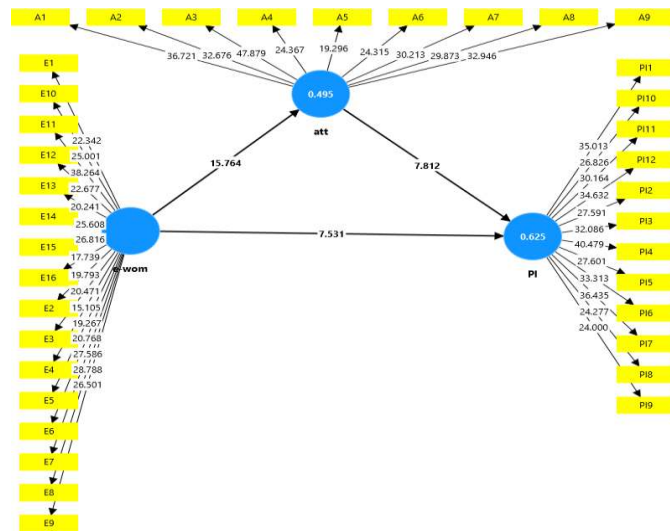 A1 A2 A3 A4 A5 A6 A7 A8 A9
36.721 32.676 47.879 24.367 19.296 24.315 30.213 29.873 32.946
0.495
att
E1
E10
E11
E12
E13
E14
E15
E16
E2
E3
E4
E5
E6
E7
E8
E9
22.342
25.001
38.264
22.677
20.241
25.608
26.816
17.739
19.793
20.471
15.105
19.267
20.768
27.586
28.788
26.501
e-wom
15.764
7.812
7.531
0.625
PI
35.013
26.826
30.164
34.632
27.591
32.086
40.479
27.601
33.313
36.435
24.277
24.000
PI1
PI10
PI11
PI12
PI2
PI3
PI4
PI5
PI6
PI7
PI8
PI9